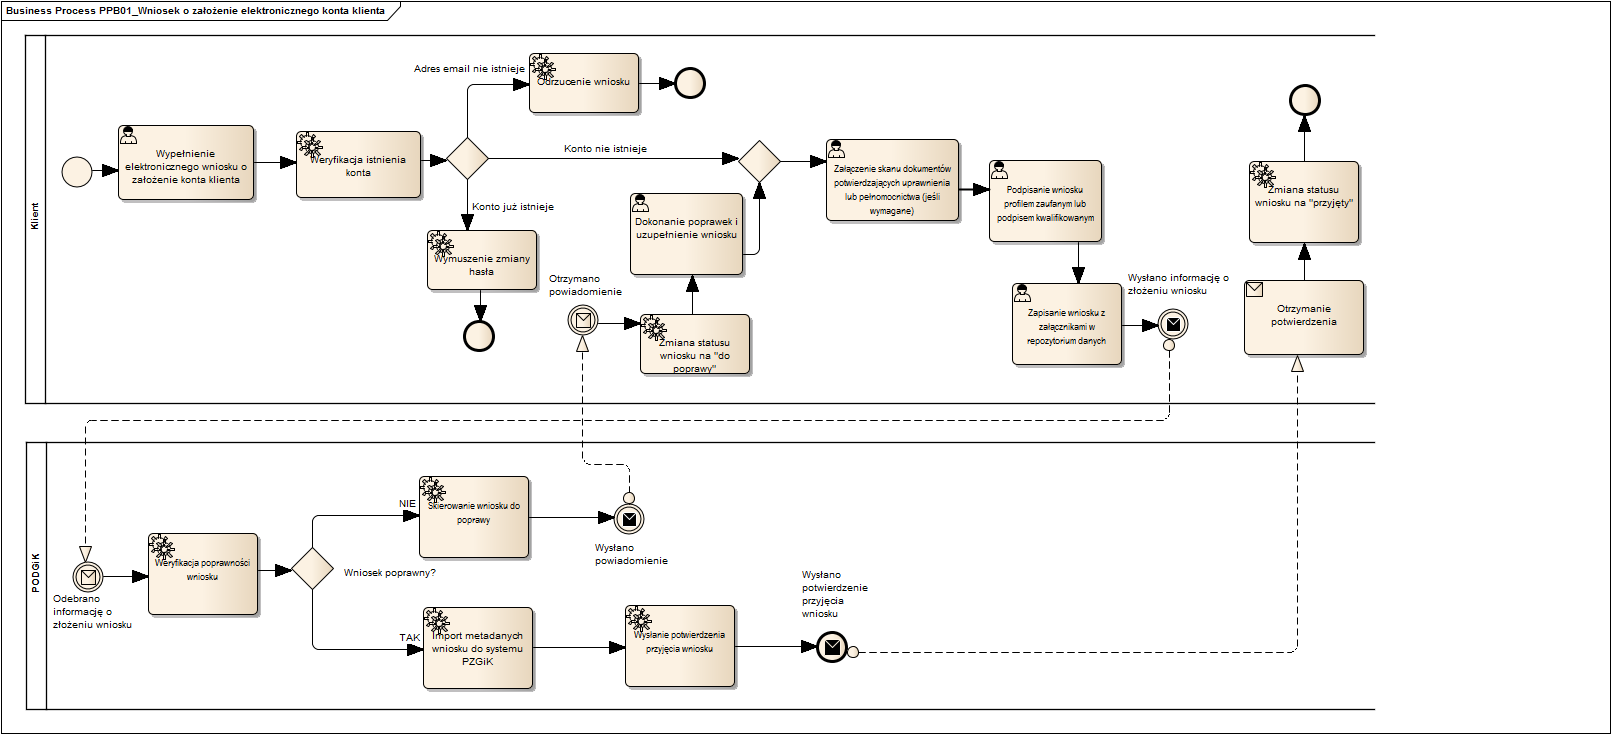 Business Process PPB01_Wniosek o założenie elektronicznego konta klienta
Klient
Wypełnienie
elektronicznego wniosku o
założenie konta klienta
Weryfikacja istnienia
konta
Adres email nie istnieje
Odrzucenie wniosku
Konto nie istnieje
Konto już istnieje
Wymuszenie zmiany
hasła
Otrzymano
powiadomienie
Zmiana statusu
wniosku na "do
poprawy"
Dokonanie poprawek i
uzupełnienie wniosku
Załączenie skanu dokumentów
potwierdzających uprawnienia
lub pełnomocnictwa (jeśli
wymagane)
Podpisanie wniosku
profilem zaufanym lub
podpisem kwalifikowanym
Zapisanie wniosku z
załącznikami w
repozytorium danych
Wysłano informację o
złożeniu wniosku
Zmiana statusu
wniosku na "przyjęty"
Otrzymanie
potwierdzenia
PODGiK
Odebrano
informację o
złożeniu wniosku
Weryfikacja poprawności
wniosku
Wniosek poprawny?
NIE
Skierowanie wniosku do
poprawy
Wysłano
powiadomienie
TAK
Import metadanych
wniosku do systemu
PZGiK
Wysłanie potwierdzenia
przyjęcia wniosku
Wysłano
potwierdzenie
przyjęcia
wniosku